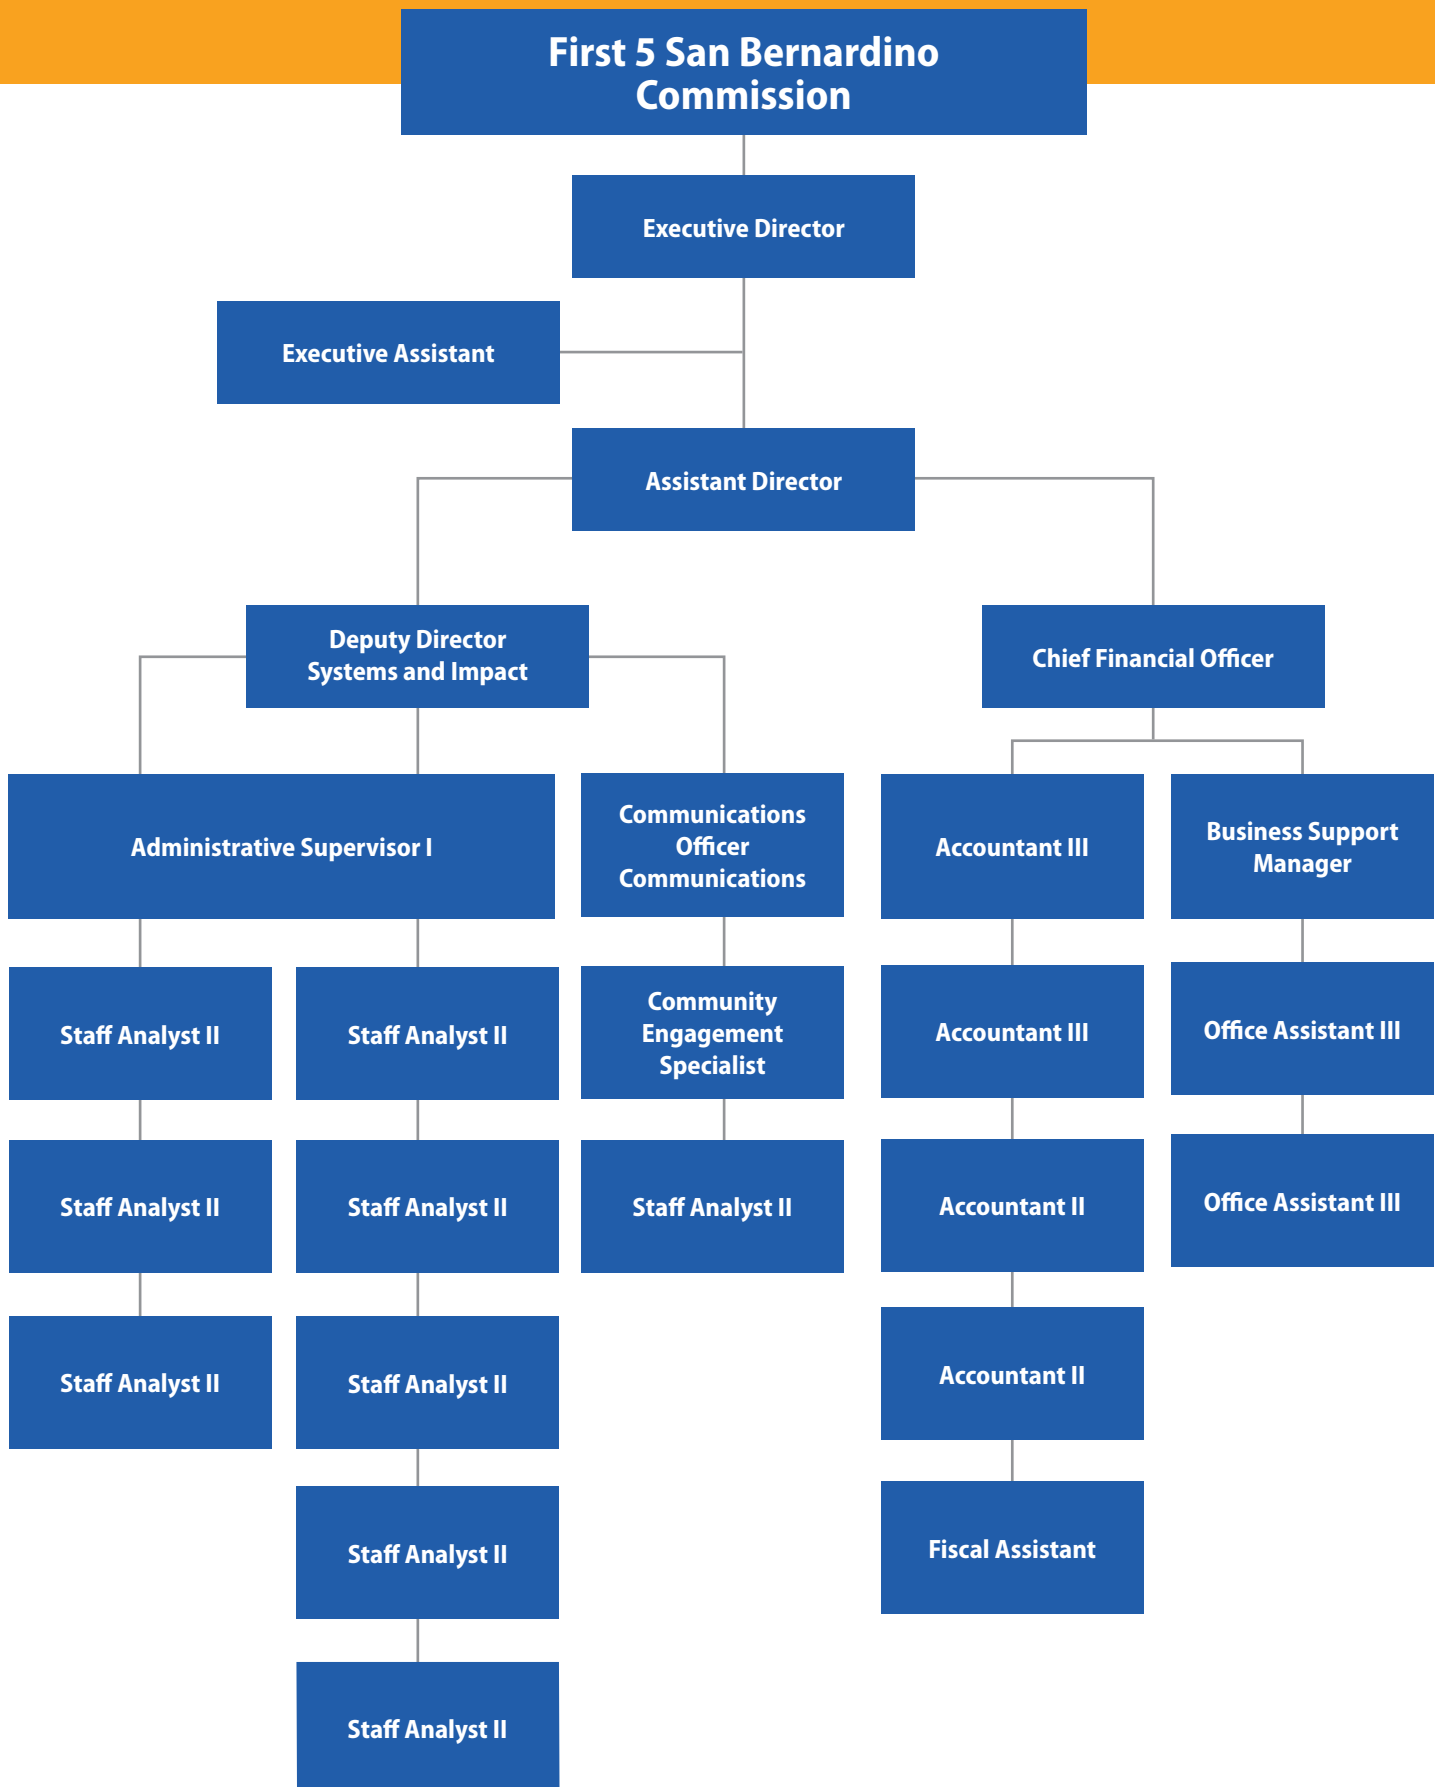 First 5 San Bernardino
Commission
Executive Director
Executive Assistant
Assistant Director
Deputy Director
Systems and Impact
Chief Financial Officer
Administrative Supervisor I
Communications
Officer
Communications
Accountant III
Business Support
Manager
Staff Analyst II
Staff Analyst II
Community
Engagement
Specialist
Accountant III
Office Assistant III
Staff Analyst II
Staff Analyst II
Staff Analyst II
Accountant II
Office Assistant III
Staff Analyst II
Staff Analyst II
Accountant II
Staff Analyst II
Fiscal Assistant
Staff Analyst II